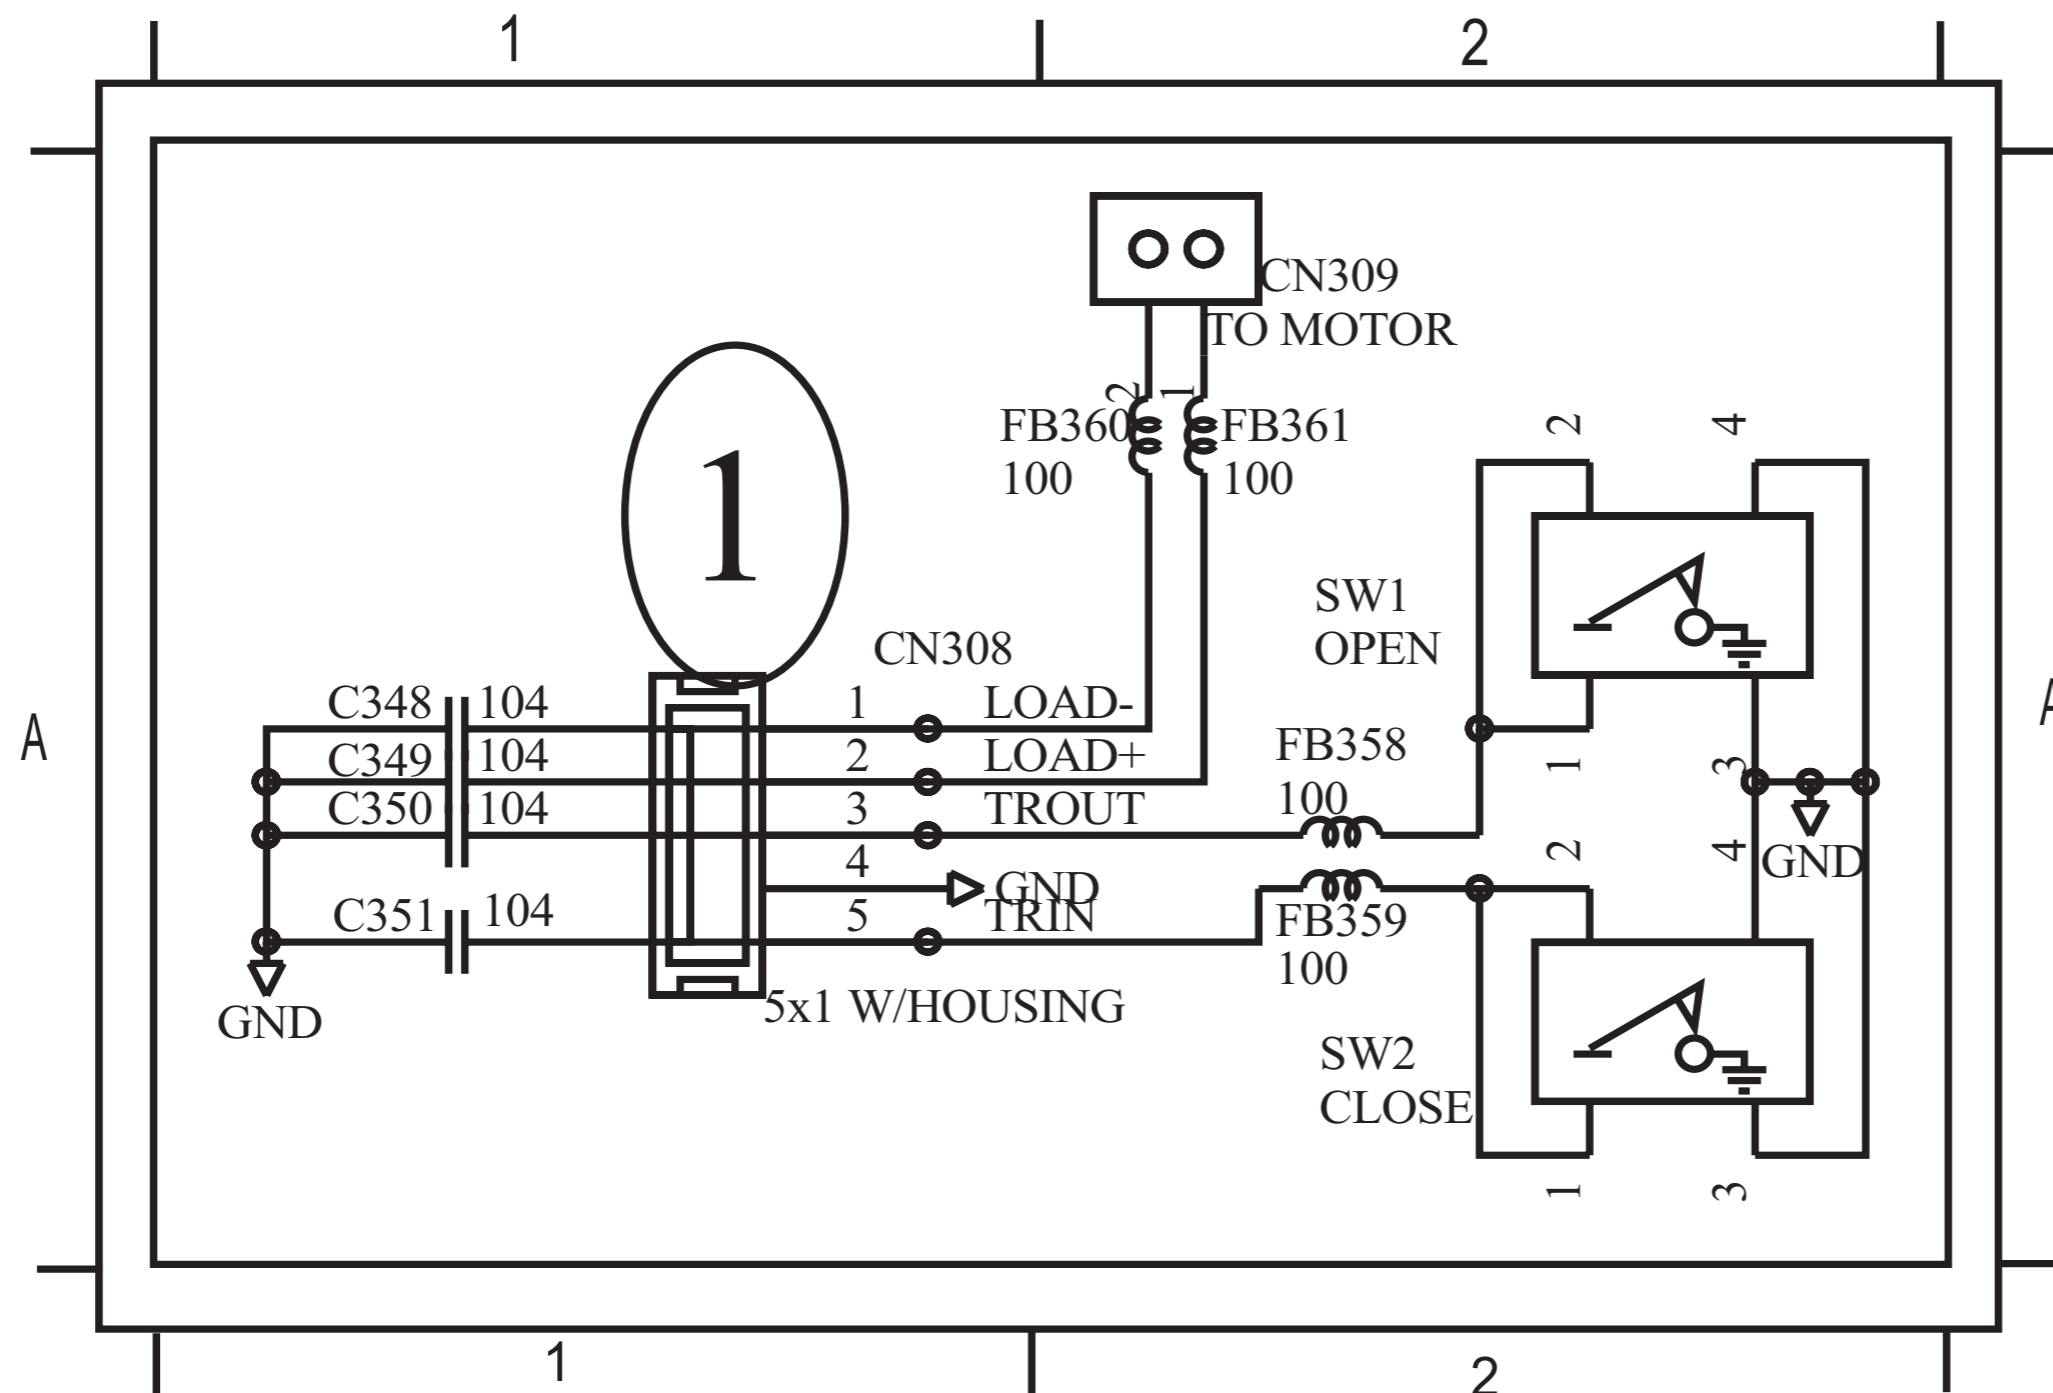 1
2
CN309
TO MOTOR
2
1
FB360
100
FB361
100
2
4
1
SW1
OPEN
CN308
C348
104
1
LOAD-
A
A
C349
104
2
LOAD+
FB358
100
1
3
C350
104
3
TROUT
4
GND
2
4
GND
C351
104
5
TRIN
FB359
100
GND
5x1 W/HOUSING
SW2
CLOSE
1
3
1
2